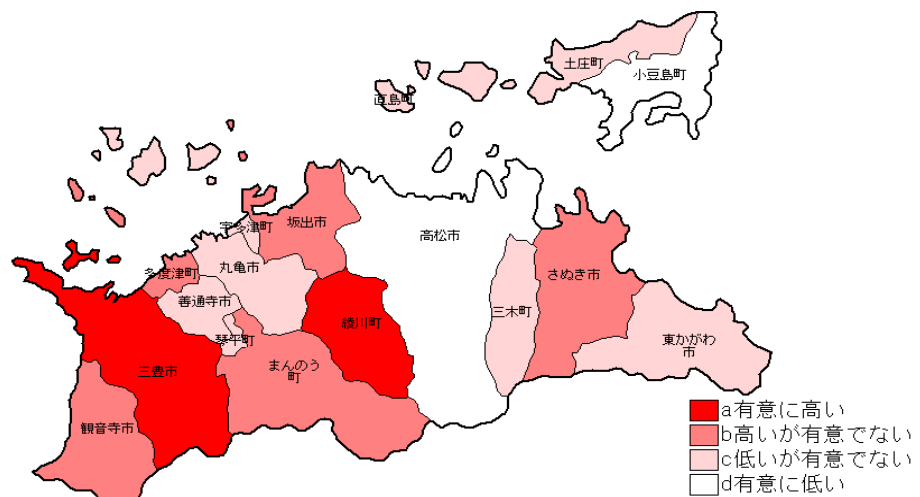 土庄町
小豆島町
直島町
宇多津町
坂出市
高松市
多度津町
丸亀市
さぬき市
善通寺市
三木町
綾川町
琴平町
東かがわ
市
三豊市
まんのう
町
観音寺市
a有意に高い
b高いが有意でない
c低いが有意でない
d有意に低い